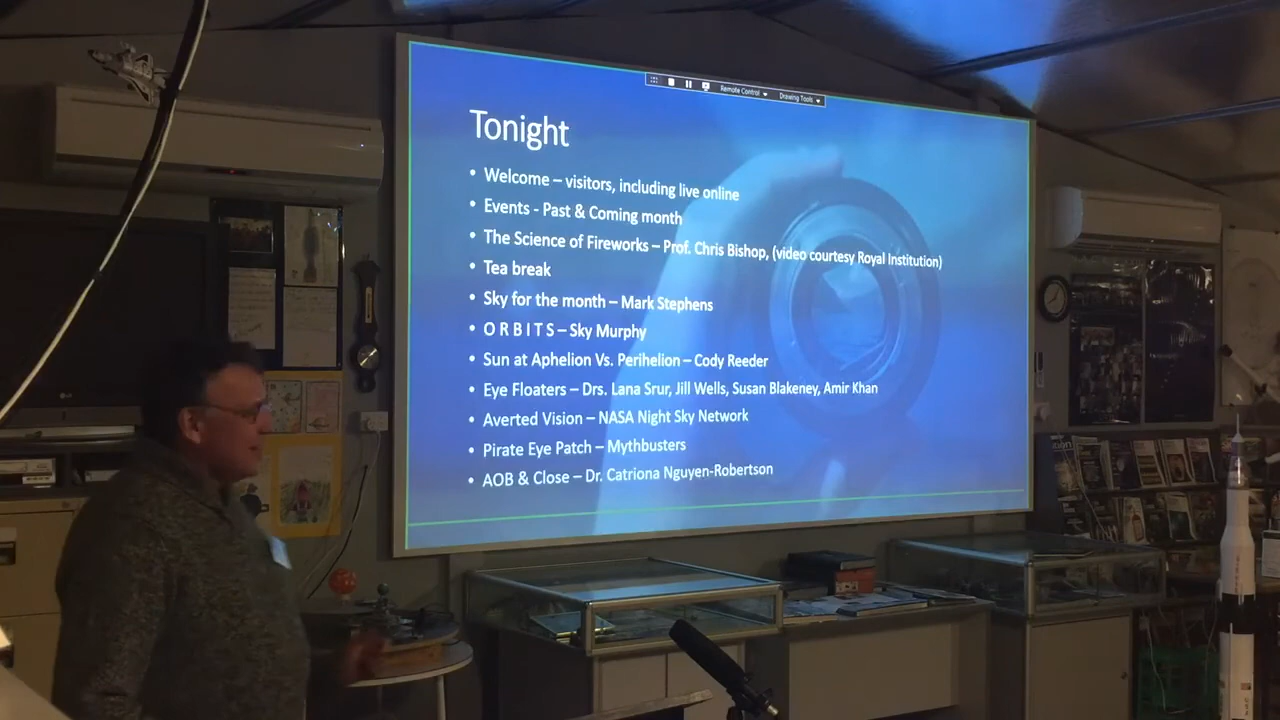 Remote Control
Drawing Tools
Tonight
• Welcome – visitors, including live online
• Events - Past & Coming month
• The Science of Fireworks – Prof. Chris Bishop, (video courtesy Royal Institution)
• Tea break
• Sky for the month – Mark Stephens
• O R B I T S – Sky Murphy
• Sun at Aphelion Vs. Perihelion – Cody Reeder
• Eye Floaters – Drs. Lana Srur, Jill Wells, Susan Blakeney, Amir Khan
• Averted Vision – NASA Night Sky Network
• Pirate Eye Patch – Mythbusters
• AOB & Close – Dr. Catriona Nguyen-Robertson